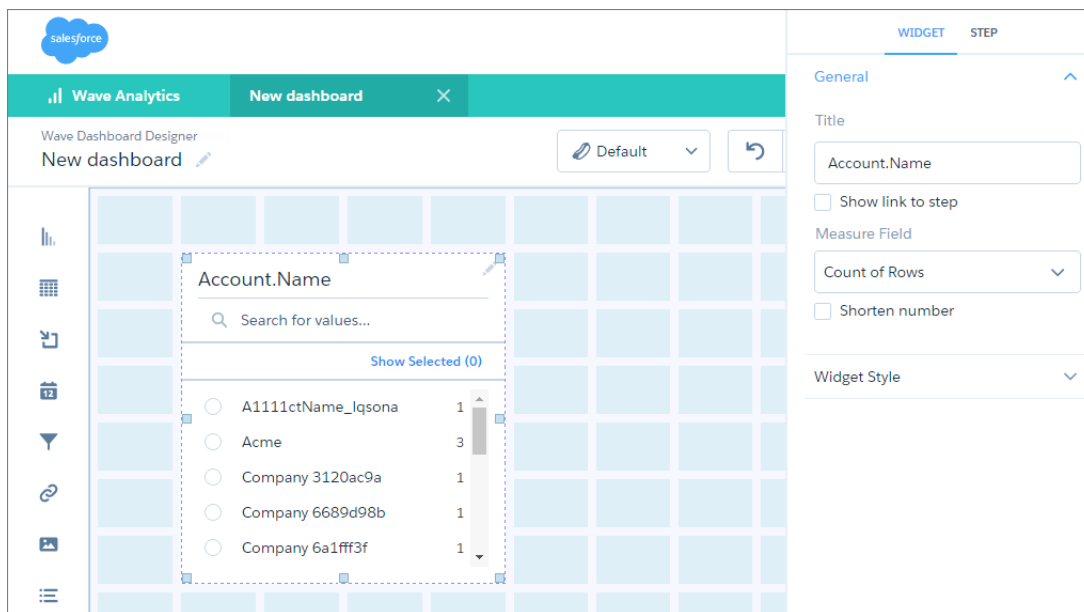 salesforce
Wave Analytics
New dashboard
Wave Dashboard Designer
New dashboard
Default
12
Account.Name
Search for values...
Show Selected (0)
A1111ctName_lqsona 1
Acme 3
Company 3120ac9a 1
Company 6689d98b 1
Company 6a1fff3f 1
WIDGET STEP
General
Title
Account.Name
Show link to step
Measure Field
Count of Rows
Shorten number
Widget Style